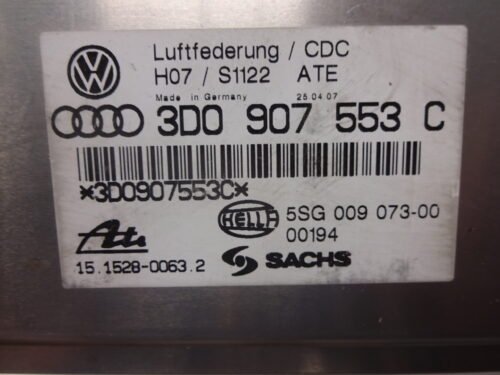 Luftfederung / CDC
H07 / S1122 ATE
Made in Germany 25.04.07
3D0 907 553 C
*3D0907553C*
HELLA 5SG 009 073-00
00194
Ate
15.1528-0063.2
SACHS